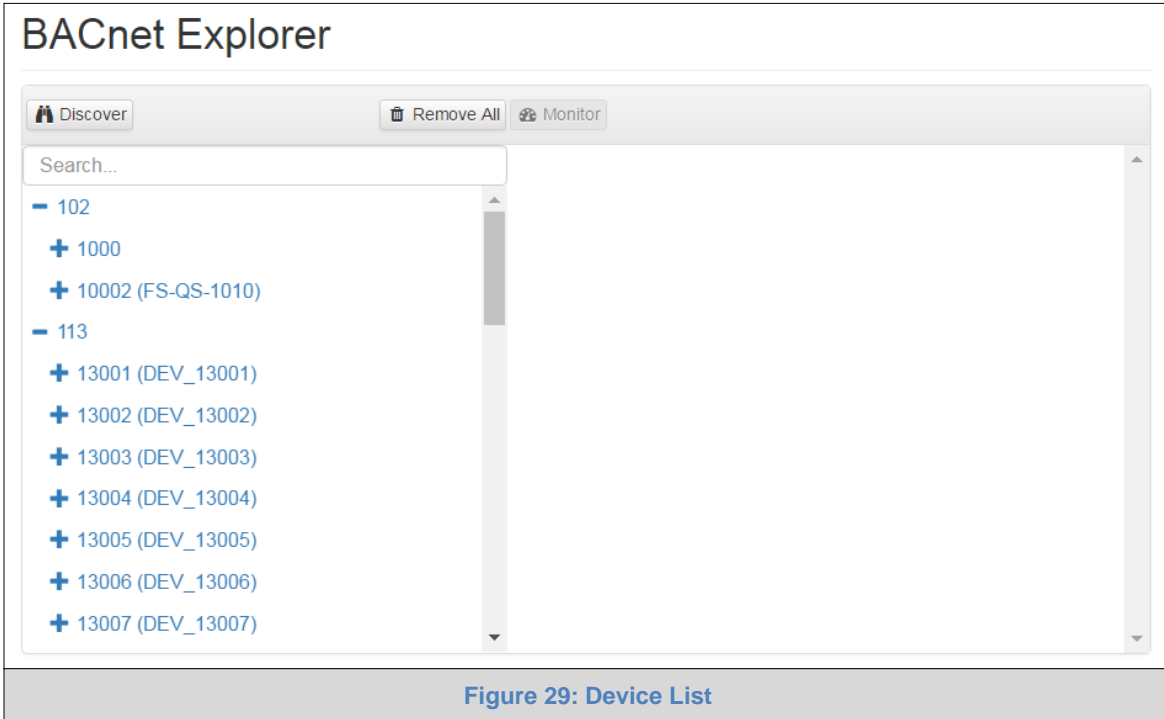 BACnet Explorer
Discover Remove All Monitor
Search...
102
1000
10002 (FS-QS-1010)
113
13001 (DEV_13001)
13002 (DEV_13002)
13003 (DEV_13003)
13004 (DEV_13004)
13005 (DEV_13005)
13006 (DEV_13006)
13007 (DEV_13007)
Figure 29: Device List